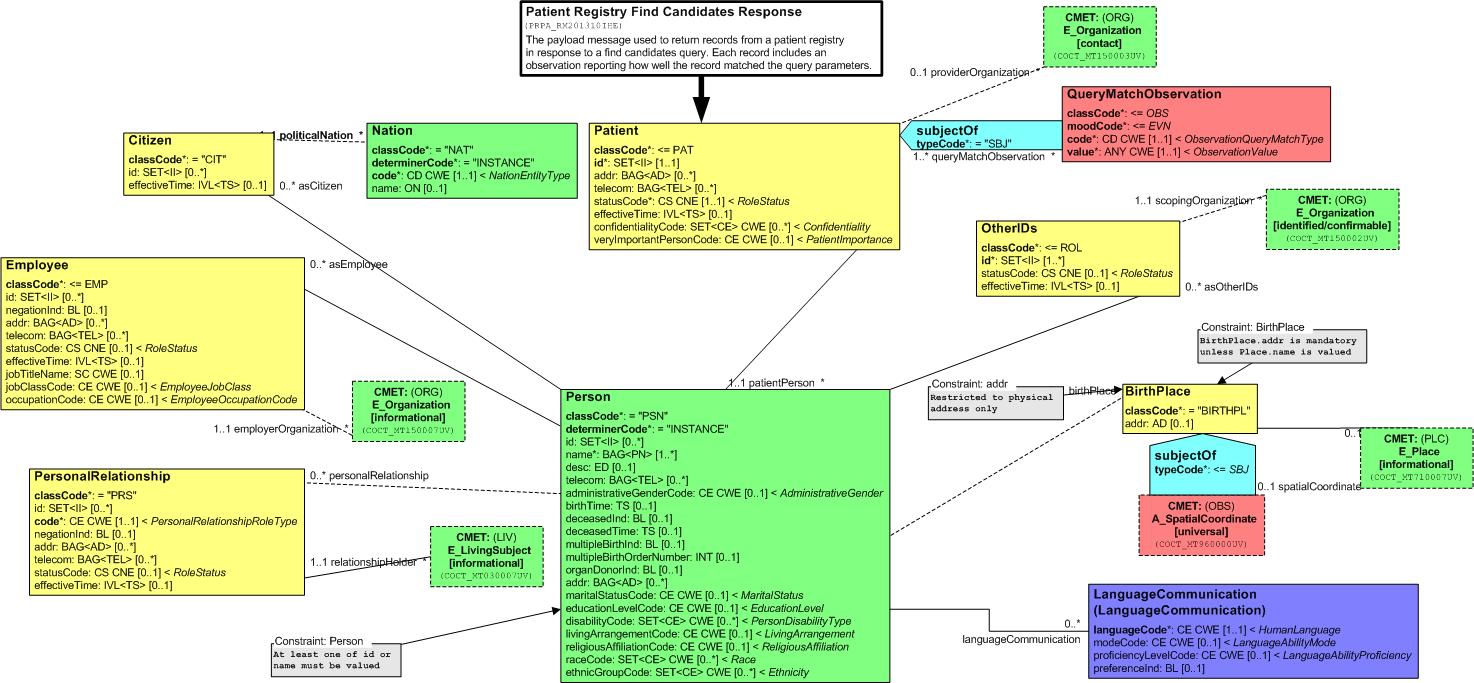 Patient Registry Find Candidates Response
(PRPA_RM201310IHE)
The payload message used to return records from a patient registry
in response to a find candidates query. Each record includes an
observation reporting how well the record matched the query parameters.
CMET: (ORG)
E_Organization
[contact]
(COCT_MT150003UV)
0..1 providerOrganization
QueryMatchObservation
classCode*: <= OBS
moodCode*: <= EVN
code*: CD CWE [1..1] < ObservationQueryMatchType
value*: ANY CWE [1..1] < ObservationValue
subjectOf
typeCode*: = "SBJ"
1..* queryMatchObservation *
Patient
classCode*: <= PAT
id*: SET<II> [1..*]
addr: BAG<AD> [0..*]
telecom: BAG<TEL> [0..*]
statusCode*: CS CNE [1..1] < RoleStatus
effectiveTime: IVL<TS> [0..1]
confidentialityCode: SET<CE> CWE [0..*] < Confidentiality
veryImportantPersonCode: CE CWE [0..1] < PatientImportance
Citizen
classCode*: = "CIT"
id: SET<II> [0..*]
effectiveTime: IVL<TS> [0..1]
politicalNation *
Nation
classCode*: = "NAT"
determinerCode*: = "INSTANCE"
code*: CD CWE [1..1] < NationEntityType
name: ON [0..1]
0..* asCitizen
1..1 scopingOrganization *
CMET: (ORG)
E_Organization
[identified/confirmable]
(COCT_MT150002UV)
OtherIDs
classCode*: <= ROL
id*: SET<II> [1..*]
statusCode: CS CNE [0..1] < RoleStatus
effectiveTime: IVL<TS> [0..1]
0..* asOtherIDs
Employee
classCode*: <= EMP
id: SET<II> [0..*]
negationInd: BL [0..1]
addr: BAG<AD> [0..*]
telecom: BAG<TEL> [0..*]
statusCode: CS CNE [0..1] < RoleStatus
effectiveTime: IVL<TS> [0..1]
jobTitleName: SC CWE [0..1]
jobClassCode: CE CWE [0..1] < EmployeeJobClass
occupationCode: CE CWE [0..1] < EmployeeOccupationCode
0..* asEmployee
CMET: (ORG)
E_Organization
[informational]
(COCT_MT150007UV)
1..1 employerOrganization *
1..1 patientPerson *
Constraint: BirthPlace
BirthPlace.addr is mandatory
unless Place.name is valued
Constraint: addr
Restricted to physical
address only
birthPlace
BirthPlace
classCode*: = "BIRTHPL"
addr: AD [0..1]
0..
CMET: (PLC)
E_Place
[informational]
(COCT_MT710007UV)
subjectOf
typeCode*: <= SBJ
0..1 spatialCoordinate
CMET: (OBS)
A_SpatialCoordinate
[universal]
(COCT_MT960000UV)
Person
classCode*: = "PSN"
determinerCode*: = "INSTANCE"
id: SET<II> [0..*]
name*: BAG<PN> [1..*]
desc: ED [0..1]
telecom: BAG<TEL> [0..*]
administrativeGenderCode: CE CWE [0..1] < AdministrativeGender
birthTime: TS [0..1]
deceasedInd: BL [0..1]
deceasedTime: TS [0..1]
multipleBirthInd: BL [0..1]
multipleBirthOrderNumber: INT [0..1]
organDonorInd: BL [0..1]
addr: BAG<AD> [0..*]
maritalStatusCode: CE CWE [0..1] < MaritalStatus
educationLevelCode: CE CWE [0..1] < EducationLevel
disabilityCode: SET<CE> CWE [0..*] < PersonDisabilityType
livingArrangementCode: CE CWE [0..1] < LivingArrangement
religiousAffiliationCode: CE CWE [0..1] < ReligiousAffiliation
raceCode: SET<CE> CWE [0..*] < Race
ethnicGroupCode: SET<CE> CWE [0..*] < Ethnicity
PersonalRelationship
classCode*: = "PRS"
id: SET<II> [0..*]
code*: CE CWE [1..1] < PersonalRelationshipRoleType
negationInd: BL [0..1]
addr: BAG<AD> [0..*]
telecom: BAG<TEL> [0..*]
statusCode: CS CNE [0..1] < RoleStatus
effectiveTime: IVL<TS> [0..1]
0..* personalRelationship
CMET: (LIV)
E_LivingSubject
[informational]
(COCT_MT030007UV)
1..1 relationshipHolder *
Constraint: Person
At least one of id or
name must be valued
0..*
languageCommunication
LanguageCommunication
(LanguageCommunication)
languageCode*: CE CWE [1..1] < HumanLanguage
modeCode: CE CWE [0..1] < LanguageAbilityMode
proficiencyLevelCode: CE CWE [0..1] < LanguageAbilityProficiency
preferenceInd: BL [0..1]